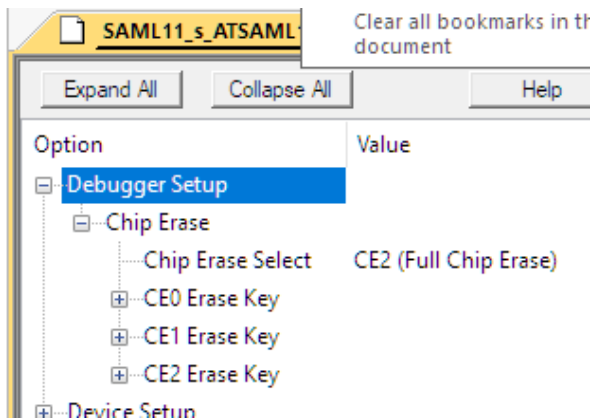 Clear all bookmarks in th
document
SAML11_s_ATSAML
Expand All Collapse All Help
Option Value
Debugger Setup
Chip Erase
Chip Erase Select CE2 (Full Chip Erase)
CE0 Erase Key
CE1 Erase Key
CE2 Erase Key
Device Setup